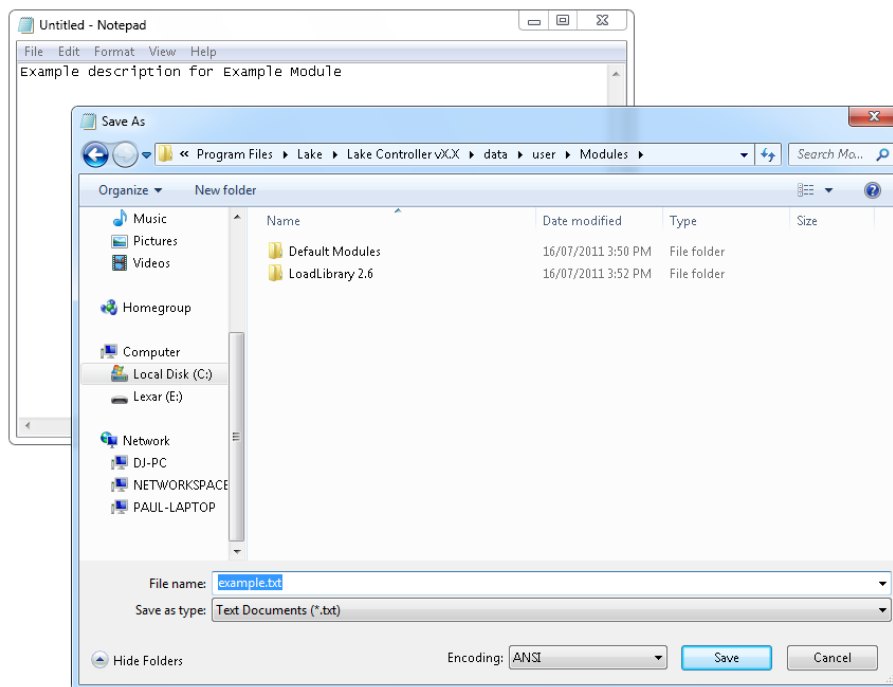 Untitled - Notepad
File Edit Format View Help
Example description for Example Module
Save As
« Program Files Lake Lake Controller vX.X data user Modules
Search Mo...
Organize New folder
Music
Pictures
Videos
Homegroup
Computer
Local Disk (C:)
Lexar (E:)
Network
DJ-PC
NETWORKSPACE
PAUL-LAPTOP
Name Date modified Type Size
Default Modules 16/07/2011 3:50 PM File folder
LoadLibrary 2.6 16/07/2011 3:52 PM File folder
File name: example.txt
Save as type: Text Documents (*.txt)
Hide Folders Encoding: ANSI Save Cancel